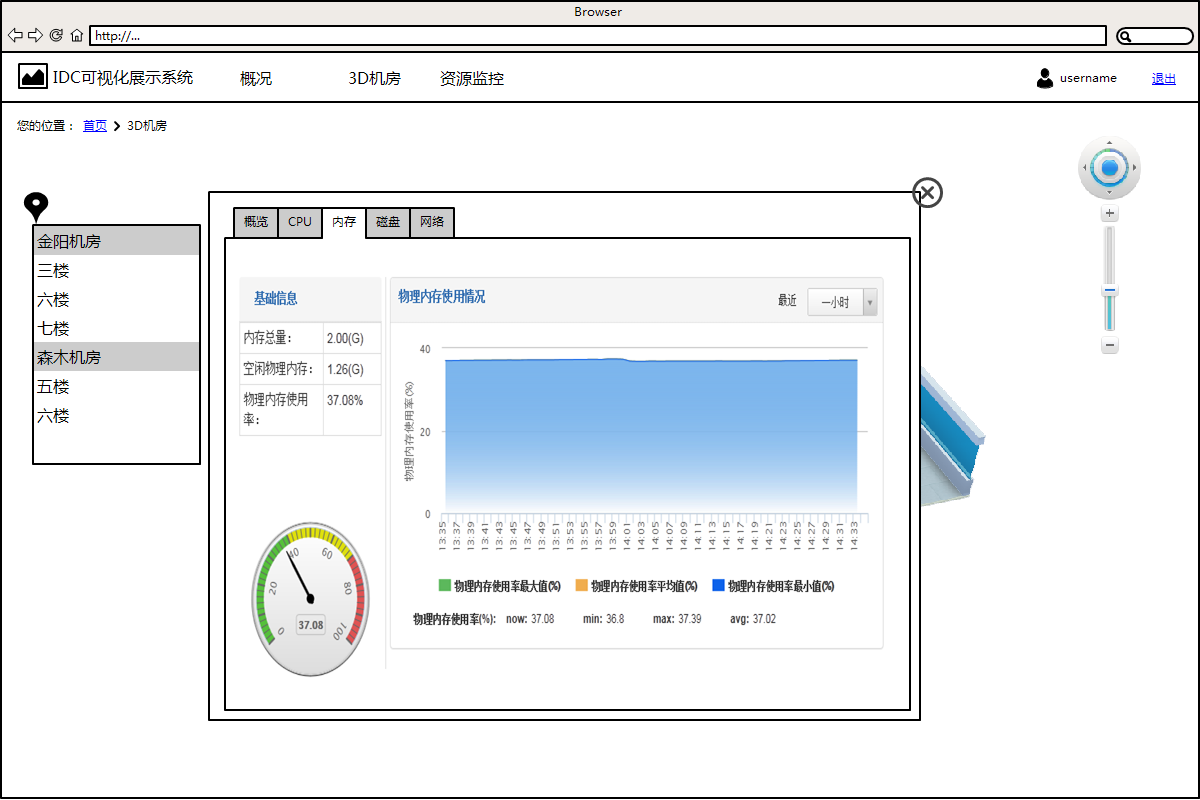 Browser
http://...
IDC可视化展示系统 概况 3D机房 资源监控 username 退出
您的位置： 首页 3D机房
金阳机房
三楼
六楼
七楼
森木机房
五楼
六楼
概览 CPU 内存 磁盘 网络
基础信息
内存总量： 2.00(G)
空闲物理内存： 1.26(G)
物理内存使用率： 37.08%
0 20 40 60 80 100
37.08
物理内存使用情况 最近 一小时
物理内存使用率(%)
40
20
0
13:35 13:37 13:39 13:41 13:43 13:45 13:47 13:49 13:51 13:53 13:55 13:57 13:59 14:01 14:03 14:05 14:07 14:09 14:11 14:13 14:15 14:17 14:19 14:21 14:23 14:25 14:27 14:29 14:31 14:33
物理内存使用率最大值(%) 物理内存使用率平均值(%) 物理内存使用率最小值(%)
物理内存使用率(%): now: 37.08 min: 36.8 max: 37.39 avg: 37.02